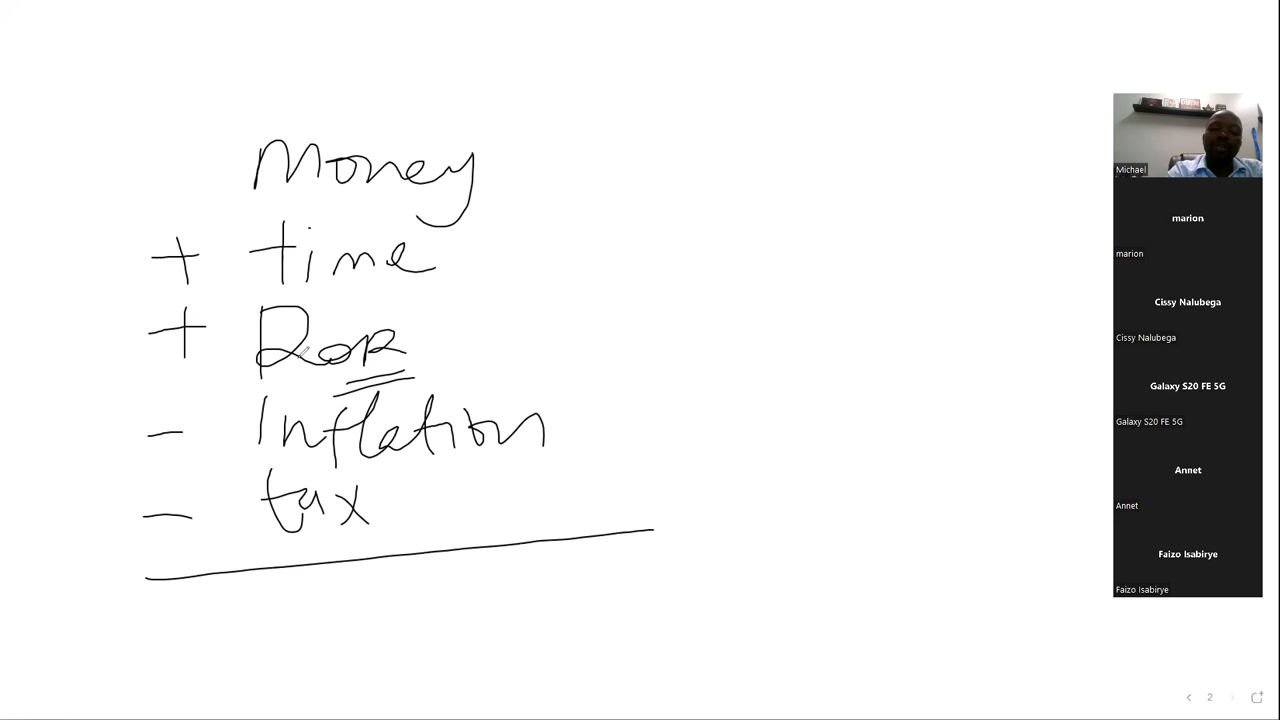 Money
+ time
+ RoR
- Inflation
- tax
Michael
marion
marion
Cissy Nalubega
Cissy Nalubega
Galaxy S20 FE 5G
Galaxy S20 FE 5G
Annet
Annet
Faizo Isabirye
Faizo Isabirye
2